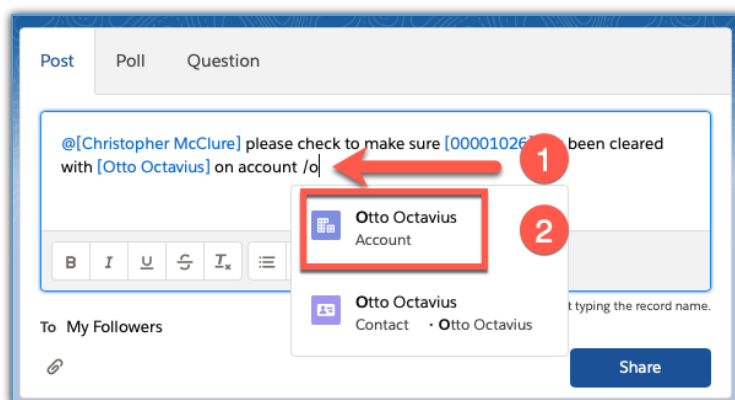 Post Poll Question
@[Christopher McClure] please check to make sure [00001026] been cleared
with [Otto Octavius] on account /o
1
Otto Octavius
Account
2
B I U S Tx
Otto Octavius
Contact • Otto Octavius
t typing the record name.
To My Followers
Share